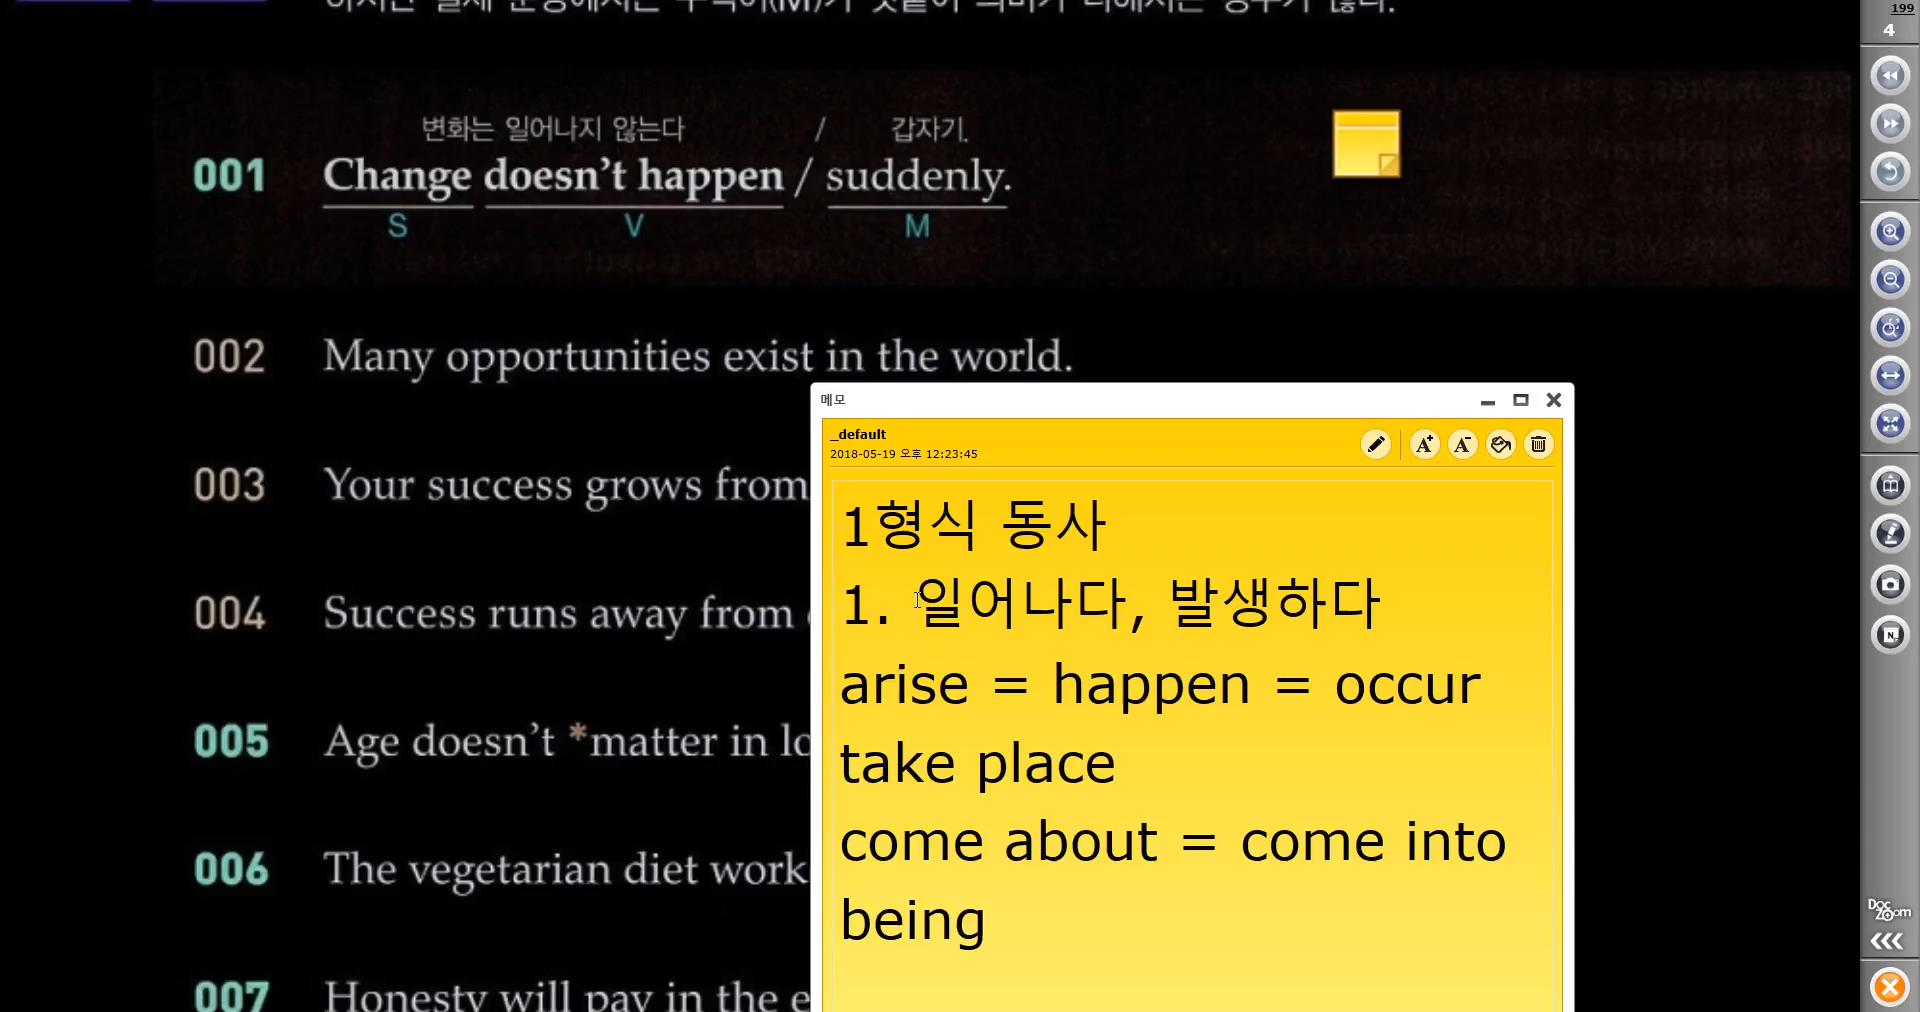 199
4
변화는 일어나지 않는다 / 갑자기.
001 Change doesn't happen / suddenly.
S V M
002 Many opportunities exist in the world.
003 Your success grows from
004 Success runs away from
005 Age doesn't *matter in lo
006 The vegetarian diet work
007 Honesty will pay in the e
메모
_default
2018-05-19 오후 12:23:45
1형식 동사
1. 일어나다, 발생하다
arise = happen = occur
take place
come about = come into
being
Doc
Zoom